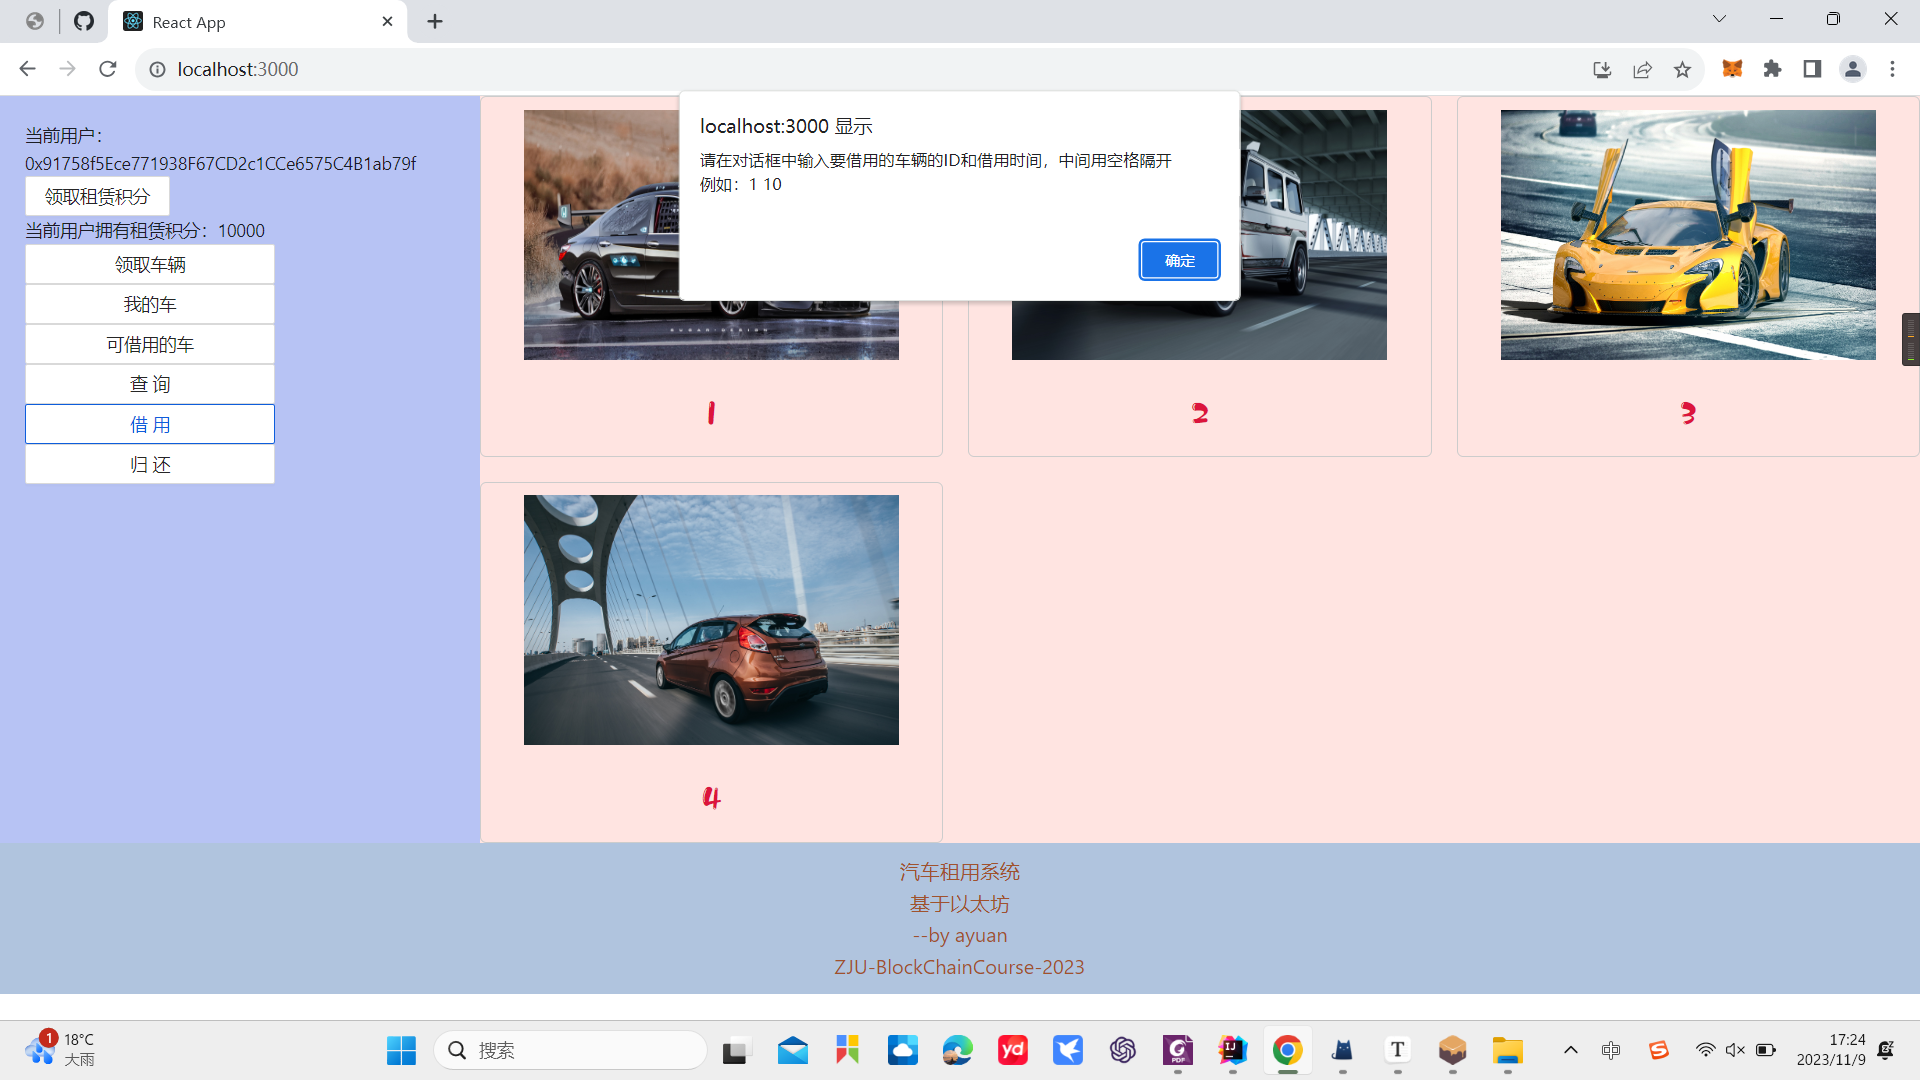 React App
localhost:3000
当前用户：
0x91758f5Ece771938F67CD2c1CCe6575C4B1ab79f
领取租赁积分
当前用户拥有租赁积分：10000
领取车辆
我的车
可借用的车
查 询
借 用
归 还
localhost:3000 显示
请在对话框中输入要借用的车辆的ID和借用时间，中间用空格隔开
例如：1 10
确定
1
2
3
4
汽车租用系统
基于以太坊
--by ayuan
ZJU-BlockChainCourse-2023
1
18°C
大雨
搜索
yd
PDF
IJ
T
中
S
17:24
2023/11/9